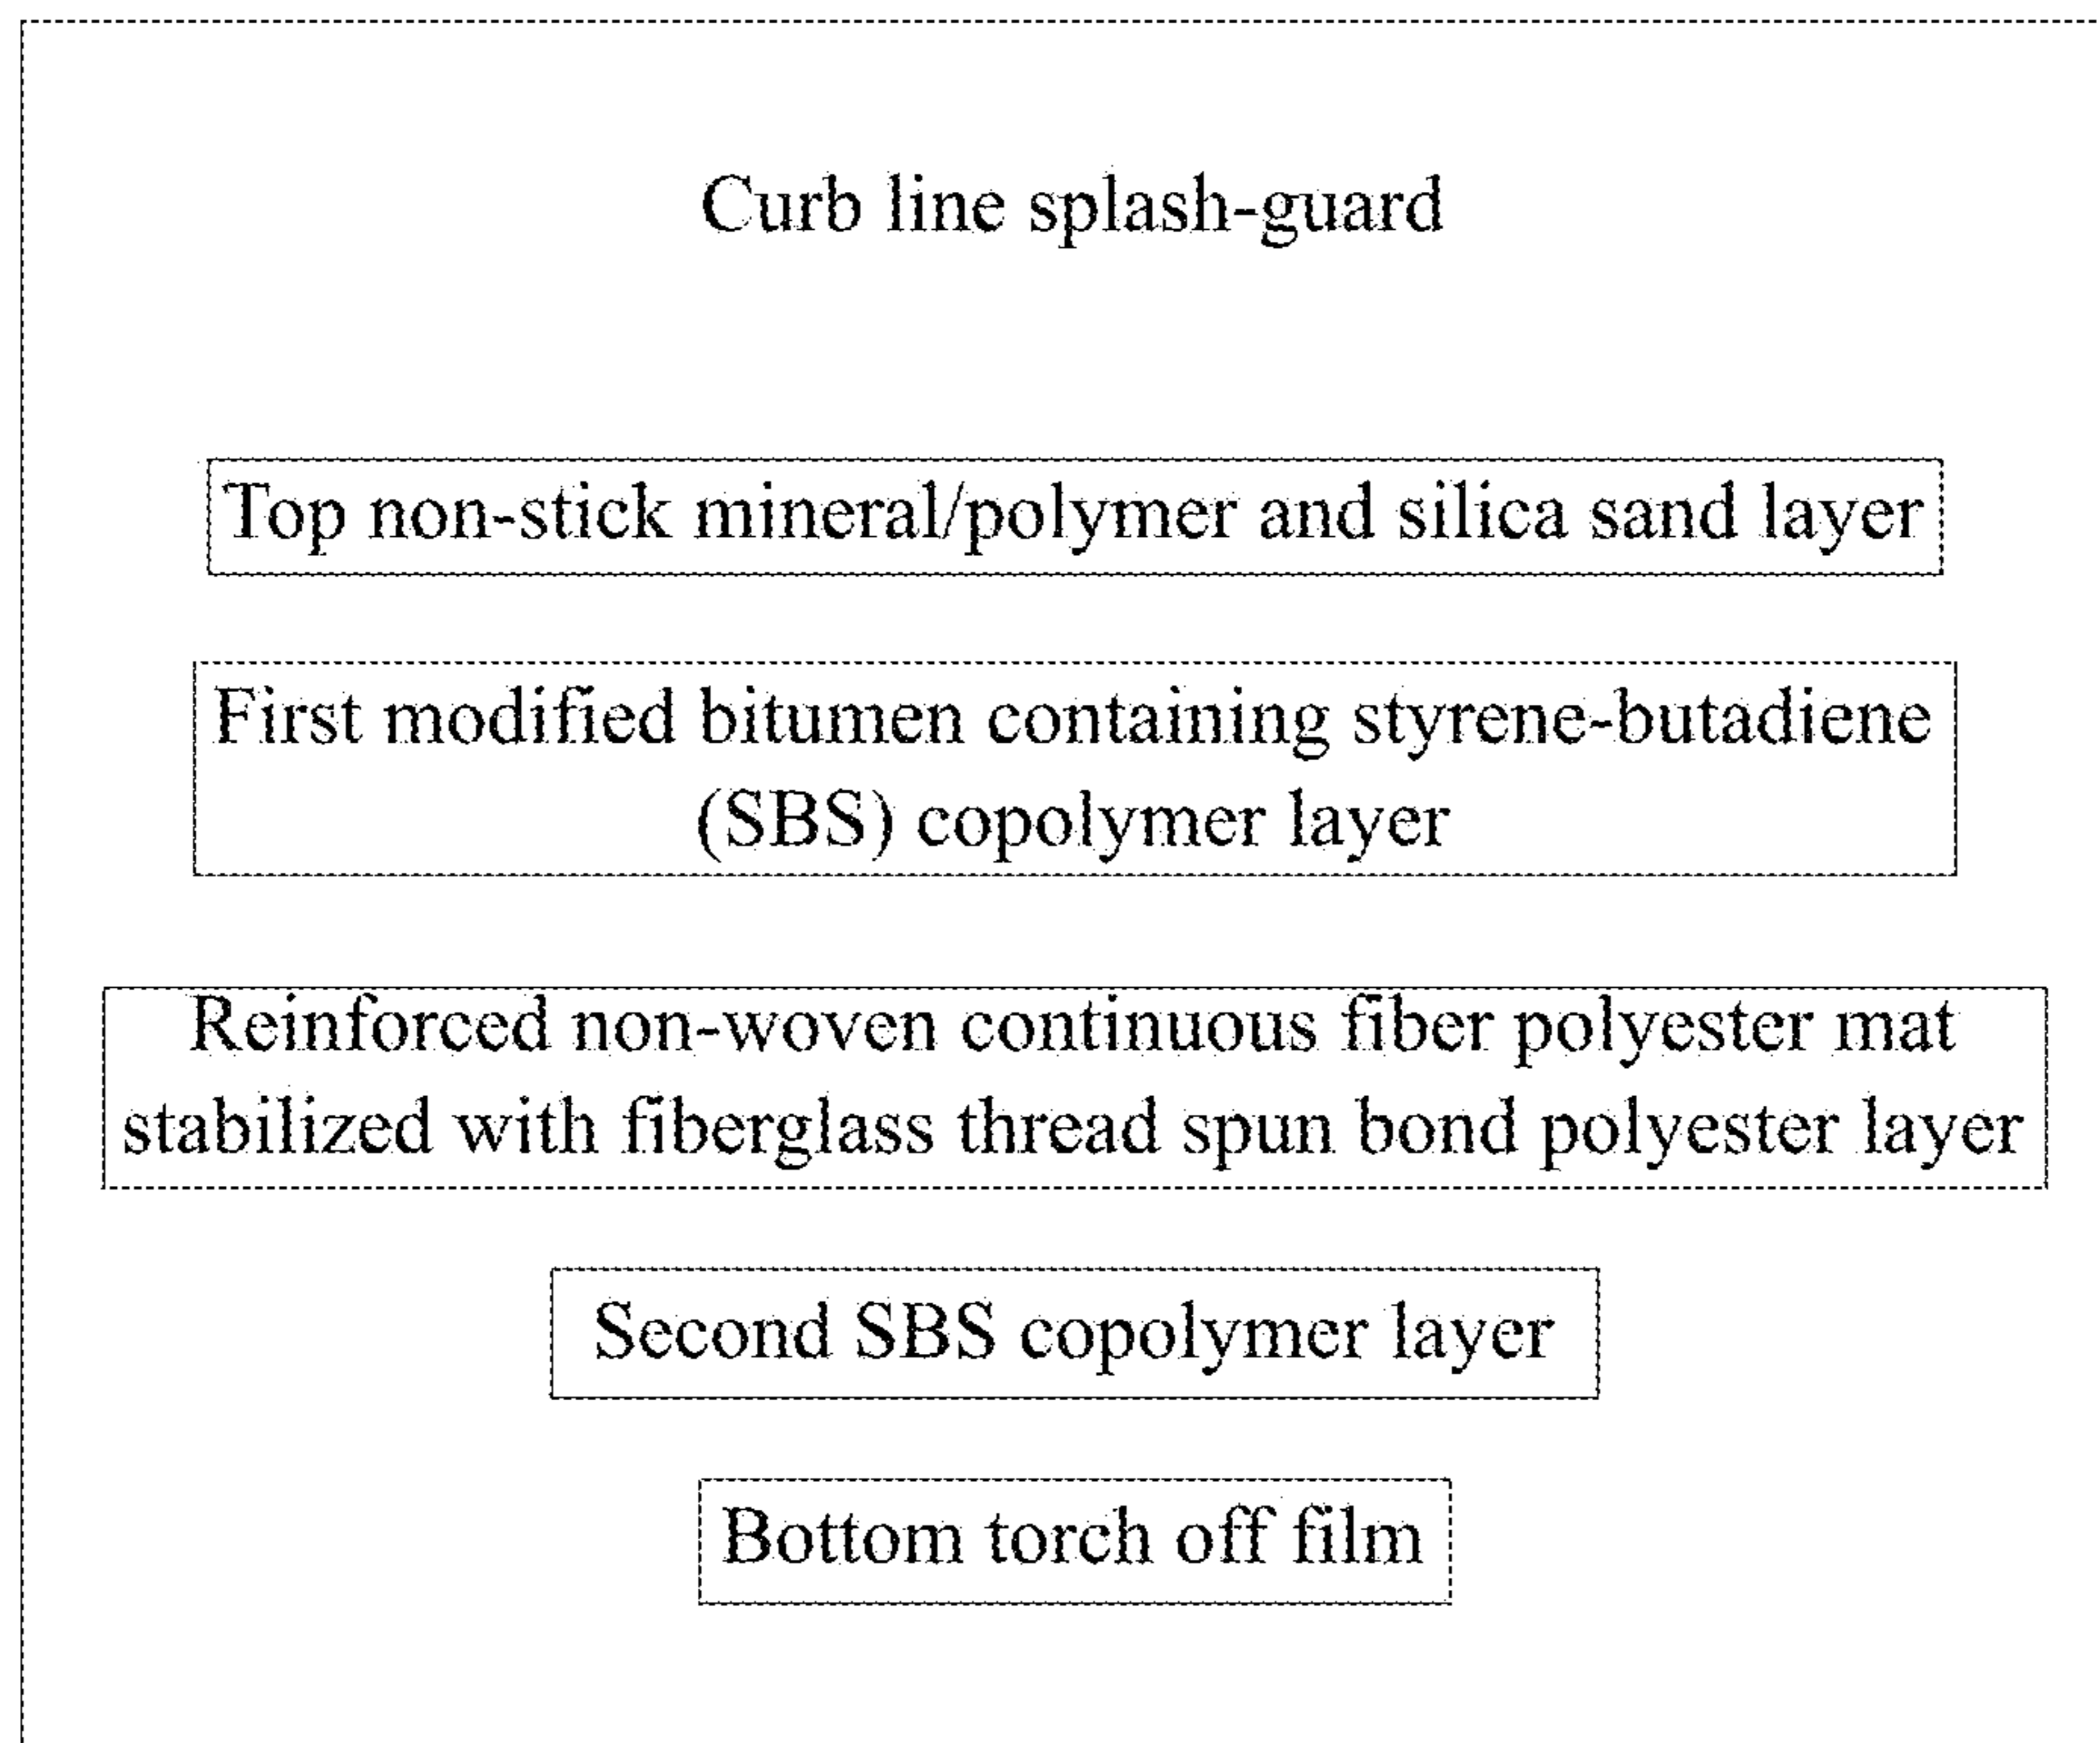 Curb line splash-guard
Top non-stick mineral/polymer and silica sand layer
First modified bitumen containing styrene-butadiene
(SBS) copolymer layer
Reinforced non-woven continuous fiber polyester mat
stabilized with fiberglass thread spun bond polyester layer
Second SBS copolymer layer
Bottom torch off film